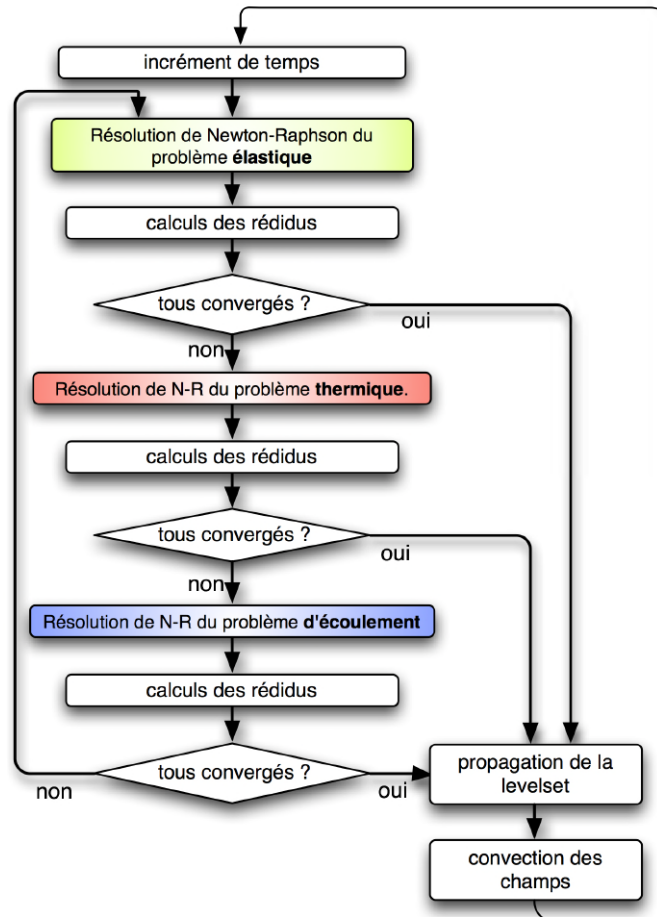 incrément de temps
Résolution de Newton-Raphson du
problème élastique
calculs des rédidus
tous convergés ?
oui
non
Résolution de N-R du problème thermique.
calculs des rédidus
tous convergés ?
oui
non
Résolution de N-R du problème d'écoulement
calculs des rédidus
tous convergés ?
non
oui
propagation de la
levelset
convection des
champs